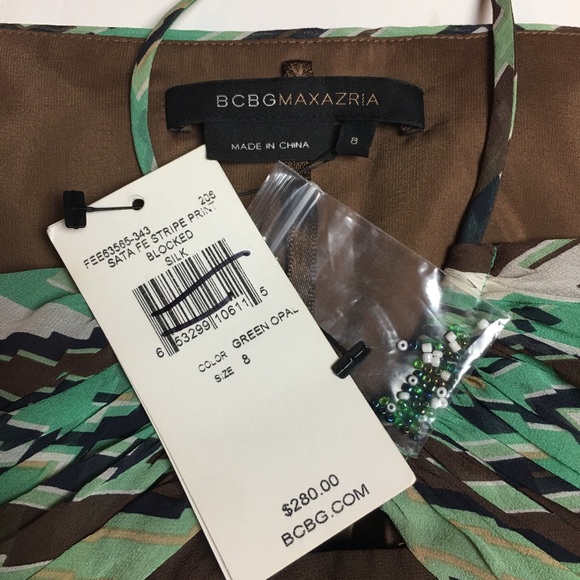 BCBGMAXAZRIA
MADE IN CHINA
8
206
FEE63565-343
SATA FE STRIPE PRINT
BLOCKED
SILK
6 53299 10611 5
COLOR GREEN OPAL
SIZE 8
$280.00
BCBG.COM